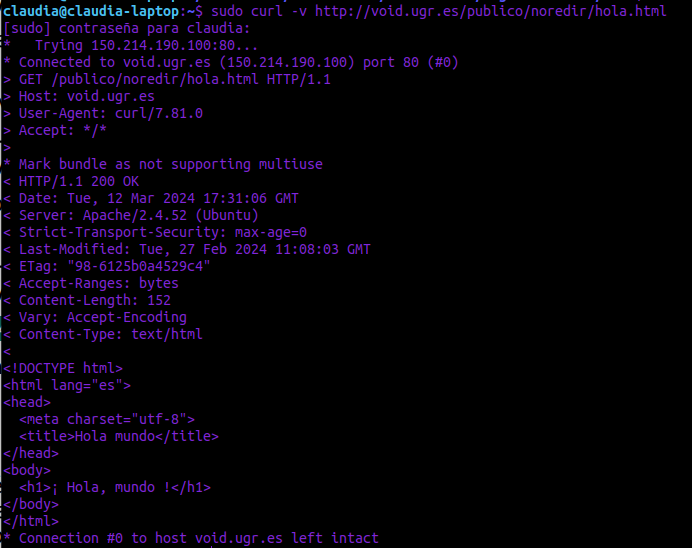 claudia@claudia-laptop:~$ sudo curl -v http://void.ugr.es/publico/noredir/hola.html
[sudo] contraseña para claudia:
*   Trying 150.214.190.100:80...
* Connected to void.ugr.es (150.214.190.100) port 80 (#0)
> GET /publico/noredir/hola.html HTTP/1.1
> Host: void.ugr.es
> User-Agent: curl/7.81.0
> Accept: */*
>
* Mark bundle as not supporting multiuse
< HTTP/1.1 200 OK
< Date: Tue, 12 Mar 2024 17:31:06 GMT
< Server: Apache/2.4.52 (Ubuntu)
< Strict-Transport-Security: max-age=0
< Last-Modified: Tue, 27 Feb 2024 11:08:03 GMT
< ETag: "98-6125b0a4529c4"
< Accept-Ranges: bytes
< Content-Length: 152
< Vary: Accept-Encoding
< Content-Type: text/html
<
<!DOCTYPE html>
<html lang="es">
<head>
  <meta charset="utf-8">
  <title>Hola mundo</title>
</head>
<body>
  <h1>¡ Hola, mundo !</h1>
</body>
</html>
* Connection #0 to host void.ugr.es left intact